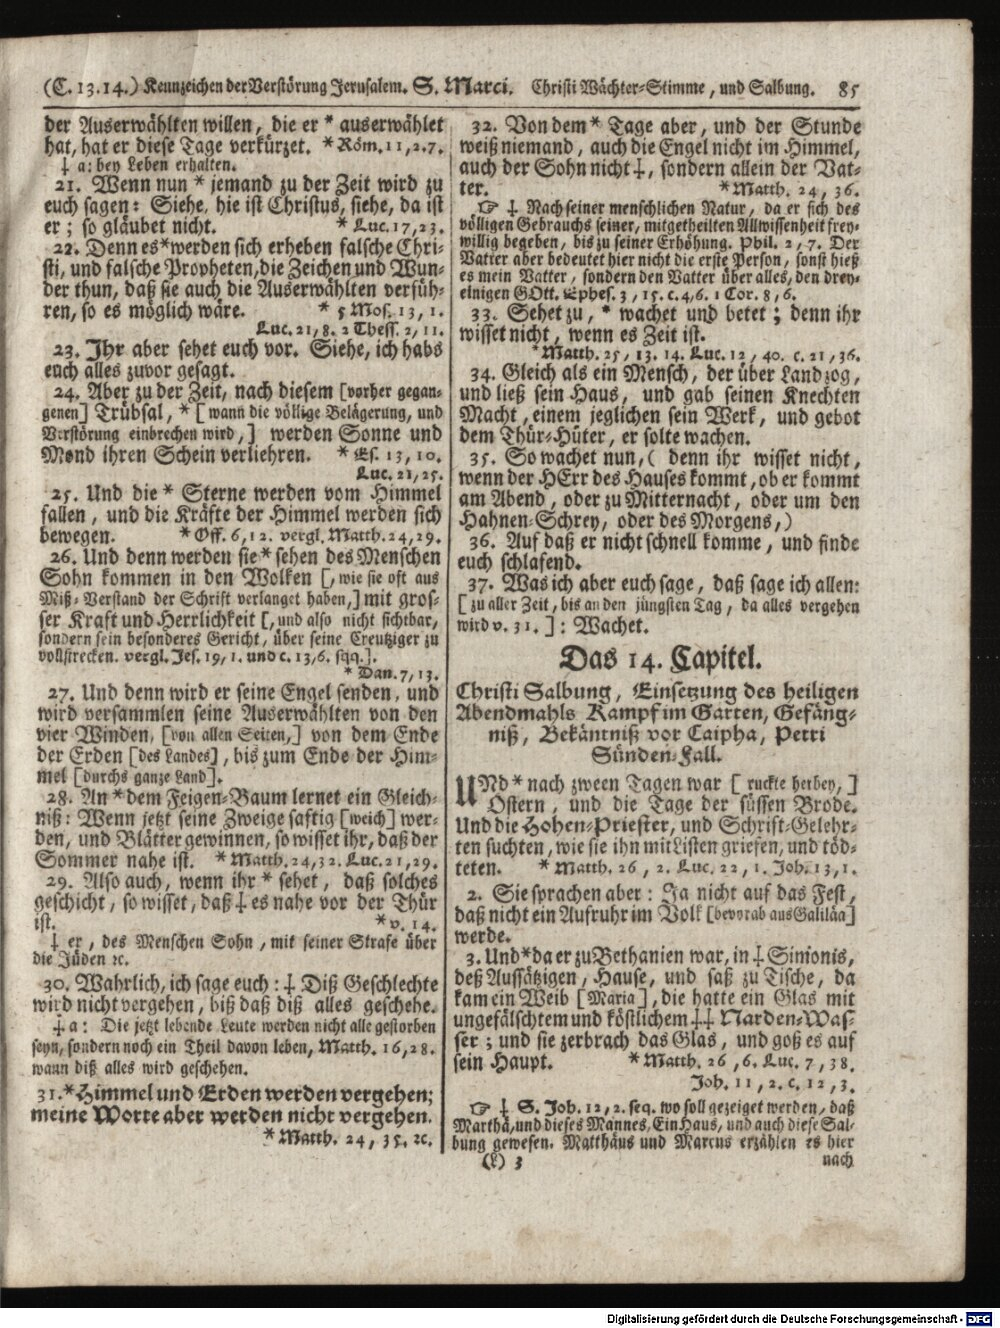 (C. 13.14.) Kennzeichen der Verstörung Jerusalem. S. Marci. Christi Wächter-Stimme, und Salbung. 85
der Auserwählten willen, die er * auserwählet
hat, hat er diese Tage verkürzet. * Röm. 11, 2. 7.
‡ a: bey Leben erhalten.
21. Wenn nun * jemand zu der Zeit wird zu
euch sagen: Siehe, hie ist Christus, siehe, da ist
er; so gläubet nicht. * Luc. 17, 23.
22. Denn es * werden sich erheben falsche Chri-
sti, und falsche Propheten, die Zeichen und Wun-
der thun, daß sie auch die Auserwählten verfüh-
ren, so es möglich wäre. * 5 Mos. 13, 1.
Luc. 21, 8. 2 Thess. 2, 11.
23. Ihr aber sehet euch vor. Siehe, ich habs
euch alles zuvor gesagt.
24. Aber zu der Zeit, nach diesem [vorher gegan-
genen] Trübsal, * [wann die völlige Belägerung, und
Verstörung einbrechen wird,] werden Sonne und
Mond ihren Schein verliehren. * Es. 13, 10.
Luc. 21, 25.
25. Und die * Sterne werden vom Himmel
fallen, und die Kräfte der Himmel werden sich
bewegen. * Off. 6, 12. vergl. Matth. 24, 29.
26. Und denn werden sie * sehen des Menschen
Sohn kommen in den Wolken [, wie sie oft aus
Miß-Verstand der Schrift verlanget haben,] mit gros-
ser Kraft und Herrlichkeit [, und also nicht sichtbar,
sondern sein besonderes Gericht, über seine Creutziger zu
vollstrecken. vergl. Jes. 19, 1. und c. 13, 6. sqq.].
* Dan. 7, 13.
27. Und denn wird er seine Engel senden, und
wird versammlen seine Auserwählten von den
vier Winden, [von allen Seiten,] von dem Ende
der Erden [des Landes], bis zum Ende der Him-
mel [durchs ganze Land].
28. An * dem Feigen-Baum lernet ein Gleich-
niß: Wenn jetzt seine Zweige saftig [weich] wer-
den, und Blätter gewinnen, so wisset ihr, daß der
Sommer nahe ist. * Matth. 24, 32. Luc. 21, 29.
29. Also auch, wenn ihr * sehet, daß solches
geschicht, so wisset, daß ‡ es nahe vor der Thür
ist. * v. 14.
‡ er, des Menschen Sohn, mit seiner Strafe über
die Jüden ꝛc.
30. Wahrlich, ich sage euch: ‡ Diß Geschlechte
wird nicht vergehen, biß daß diß alles geschehe.
‡ a: Die jetzt lebende Leute werden nicht alle gestorben
seyn, sondern noch ein Theil davon leben, Matth. 16, 28.
wann diß alles wird geschehen.
31. * Himmel und Erden werden vergehen;
meine Worte aber werden nicht vergehen.
* Matth. 24, 35. ꝛc.
32. Von dem * Tage aber, und der Stunde
weiß niemand, auch die Engel nicht im Himmel,
auch der Sohn nicht ‡, sondern allein der Vat-
ter. * Matth. 24, 36.
☞ ‡ Nach seiner menschlichen Natur, da er sich des
völligen Gebrauchs seiner, mitgetheilten Allwissenheit frey-
willig begeben, bis zu seiner Erhöhung. Phil. 2, 7. Der
Vatter aber bedeutet hier nicht die erste Person, sonst hieß
es mein Vatter, sondern den Vatter über alles, den drey-
einigen GOtt. Ephes. 3, 15. c. 4, 6. 1 Cor. 8, 6.
33. Sehet zu, * wachet und betet; denn ihr
wisset nicht, wenn es Zeit ist.
* Matth. 25, 13. 14. Luc. 12, 40. c. 21, 36.
34. Gleich als ein Mensch, der über Land zog,
und ließ sein Haus, und gab seinen Knechten
Macht, einem jeglichen sein Werk, und gebot
dem Thür-Hüter, er solte wachen.
35. So wachet nun, (denn ihr wisset nicht,
wenn der HErr des Hauses kommt, ob er kommt
am Abend, oder zu Mitternacht, oder um den
Hahnen-Schrey, oder des Morgens,)
36. Auf daß er nicht schnell komme, und finde
euch schlafend.
37. Was ich aber euch sage, daß sage ich allen:
[zu aller Zeit, bis an den jüngsten Tag, da alles vergehen
wird v. 31.]: Wachet.
Das 14. Capitel.
Christi Salbung, Einsetzung des heiligen
Abendmahls Kampf im Garten, Gefäng-
niß, Bekäntniß vor Caipha, Petri
Sünden-Fall.
UNd * nach zween Tagen war [ruckte herbey,]
Ostern, und die Tage der süssen Brode.
Und die Hohen-Priester, und Schrift-Gelehr-
ten suchten, wie sie ihn mit Listen griefen, und töd-
teten. * Matth. 26, 2. Luc. 22, 1. Joh. 13, 1.
2. Sie sprachen aber: Ja nicht auf das Fest,
daß nicht ein Aufruhr im Volk [bevorab aus Galiläa]
werde.
3. Und * da er zu Bethanien war, in ‡ Simonis,
deß Aussätzigen, Hause, und saß zu Tische, da
kam ein Weib [Maria], die hatte ein Glas mit
ungefälschtem und köstlichem ‡‡ Narden-Was-
ser; und sie zerbrach das Glas, und goß es auf
sein Haupt. * Matth. 26, 6. Luc. 7, 38.
Joh. 11, 2. c. 12, 3.
☞ ‡ S. Joh. 12, 2. seq. wo soll gezeiget werden, daß
Marthä, und dieses Mannes, Ein Haus, und auch diese Sal-
bung gewesen. Matthäus und Marcus erzählen es hier
(L) 3 nach
Digitalisierung gefördert durch die Deutsche Forschungsgemeinschaft - DFG